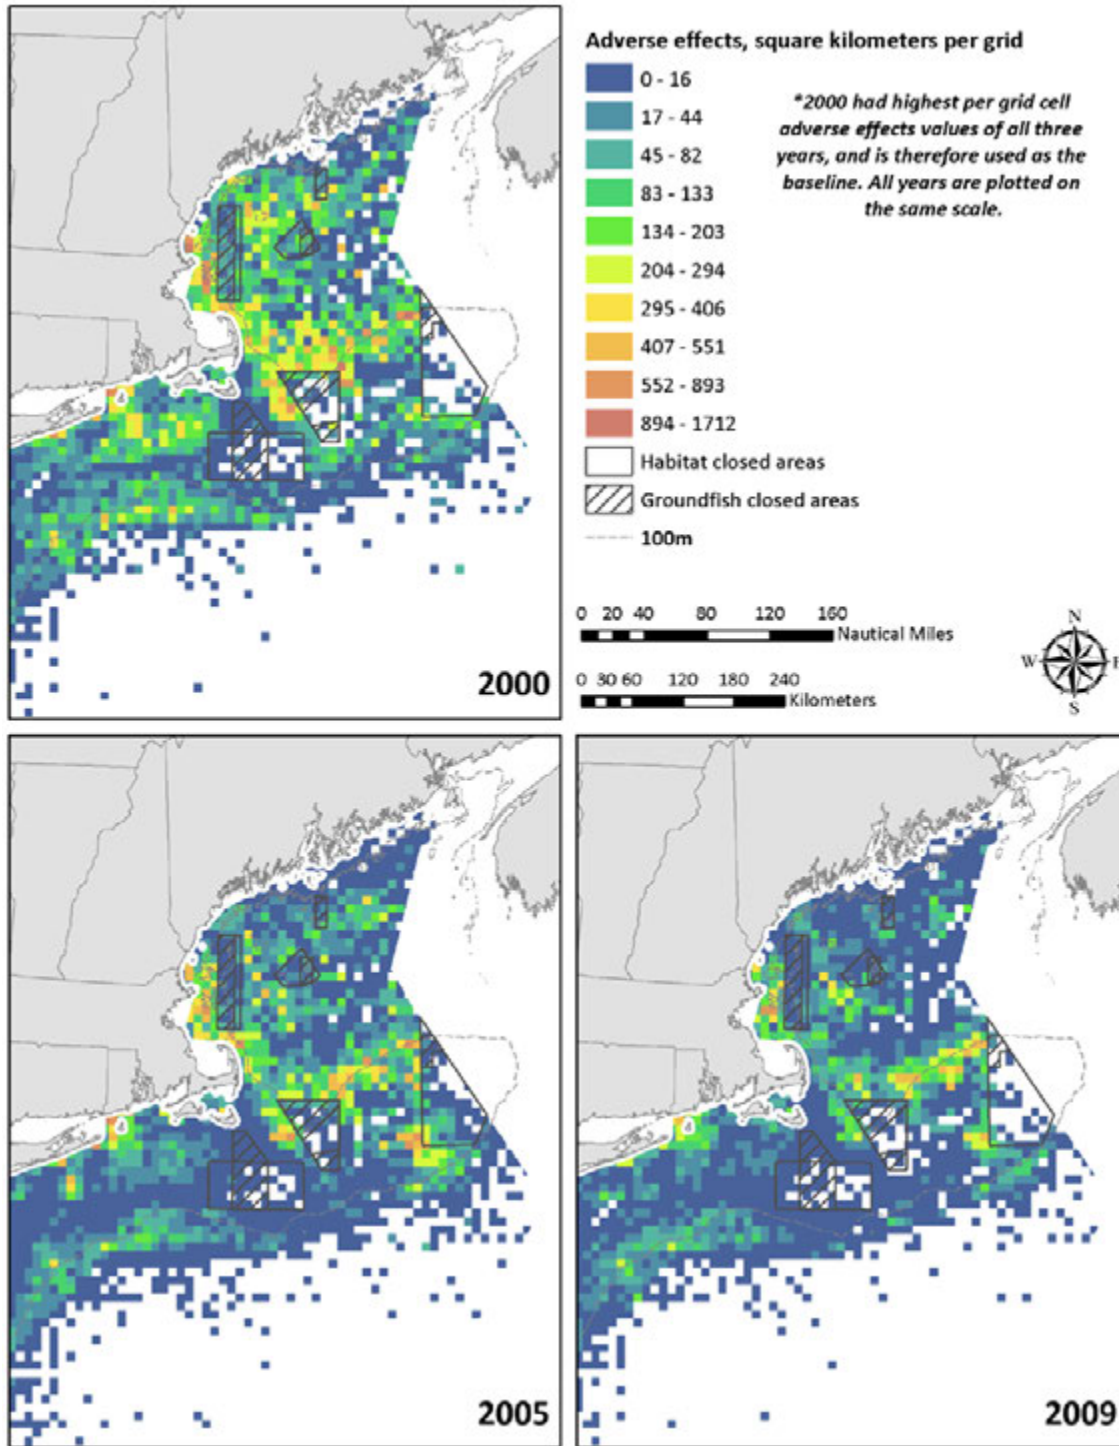 Adverse effects, square kilometers per grid
0 - 16
17 - 44
45 - 82
83 - 133
134 - 203
204 - 294
295 - 406
407 - 551
552 - 893
894 - 1712
Habitat closed areas
Groundfish closed areas
100m
*2000 had highest per grid cell
adverse effects values of all three
years, and is therefore used as the
baseline. All years are plotted on
the same scale.
0 20 40 80 120 160
Nautical Miles
0 30 60 120 180 240
Kilometers
N
W E
S
2000
2005
2009